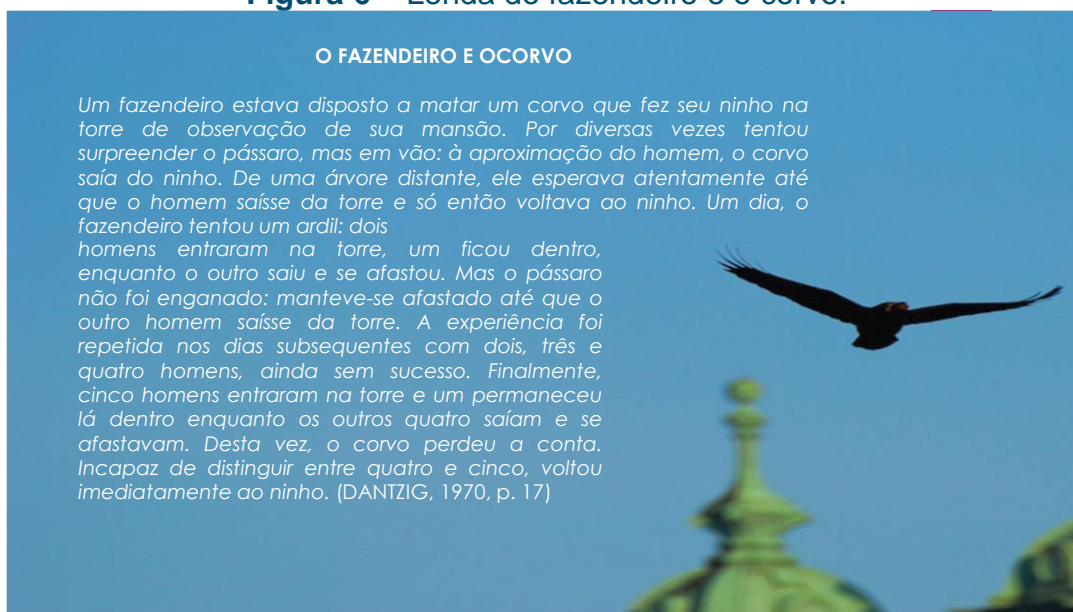 Figura 6 – Lenda do fazendeiro e o corvo.
O FAZENDEIRO E OCORVO
Um fazendeiro estava disposto a matar um corvo que fez seu ninho na
torre de observação de sua mansão. Por diversas vezes tentou
surpreender o pássaro, mas em vão: à aproximação do homem, o corvo
saía do ninho. De uma árvore distante, ele esperava atentamente até
que o homem saísse da torre e só então voltava ao ninho. Um dia, o
fazendeiro tentou um ardil: dois
homens entraram na torre, um ficou dentro,
enquanto o outro saiu e se afastou. Mas o pássaro
não foi enganado: manteve-se afastado até que o
outro homem saísse da torre. A experiência foi
repetida nos dias subsequentes com dois, três e
quatro homens, ainda sem sucesso. Finalmente,
cinco homens entraram na torre e um permaneceu
lá dentro enquanto os outros quatro saíam e se
afastavam. Desta vez, o corvo perdeu a conta.
Incapaz de distinguir entre quatro e cinco, voltou
imediatamente ao ninho. (DANTZIG, 1970, p. 17)